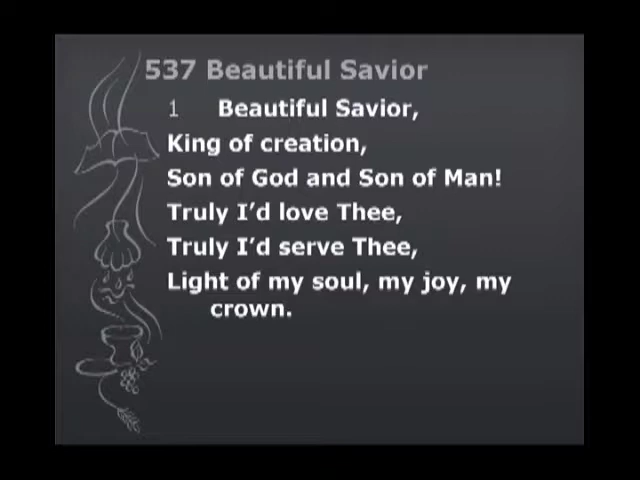 537 Beautiful Savior
1 Beautiful Savior,
King of creation,
Son of God and Son of Man!
Truly I'd love Thee,
Truly I'd serve Thee,
Light of my soul, my joy, my
crown.